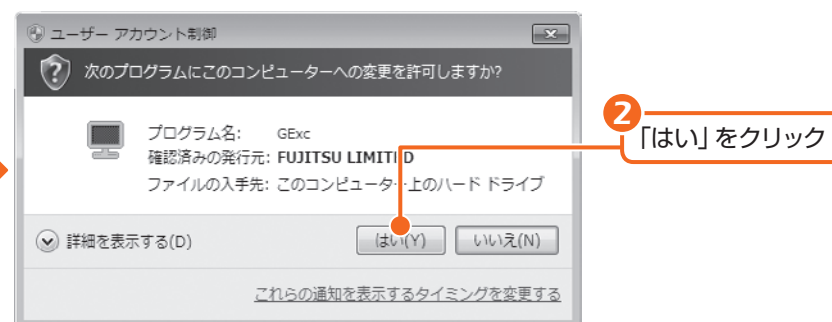 ユーザー アカウント制御
次のプログラムにこのコンピューターへの変更を許可しますか?
プログラム名: GExc
確認済みの発行元: FUJITSU LIMITED
ファイルの入手先: このコンピューター上のハード ドライブ
詳細を表示する(D)
はい(Y)
いいえ(N)
これらの通知を表示するタイミングを変更する
2
「はい」をクリック